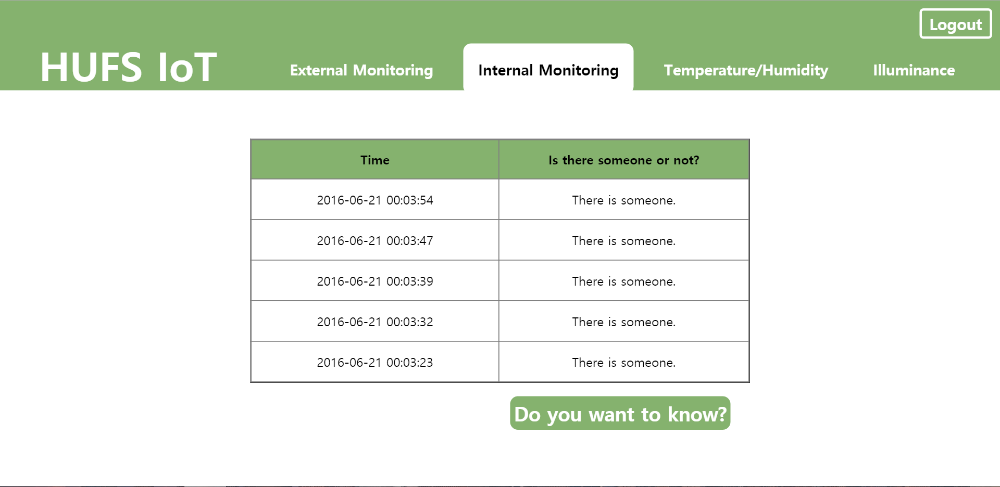 Logout
HUFS IoT
External Monitoring
Internal Monitoring
Temperature/Humidity
Illuminance
Time
Is there someone or not?
2016-06-21 00:03:54
There is someone.
2016-06-21 00:03:47
There is someone.
2016-06-21 00:03:39
There is someone.
2016-06-21 00:03:32
There is someone.
2016-06-21 00:03:23
There is someone.
Do you want to know?